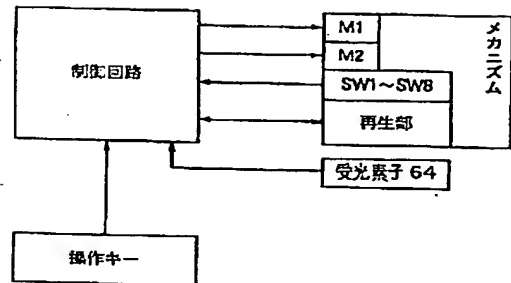 M1
M2
制御回路
SW1～SW8
再生部
メカニズム
受光素子 64
操作キー